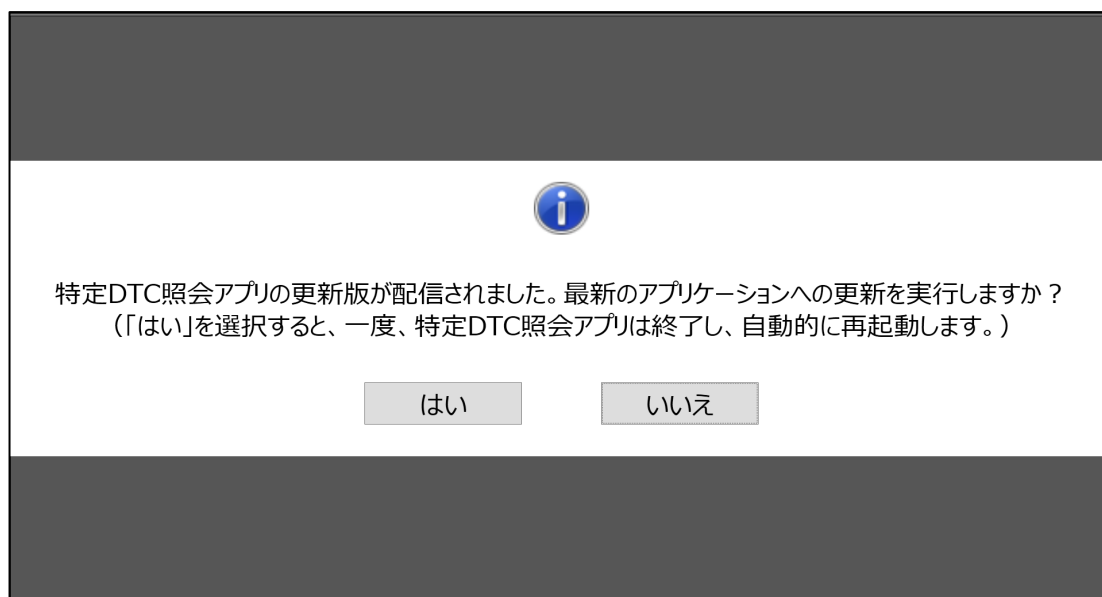 特定DTC照会アプリの更新版が配信されました。最新のアプリケーションへの更新を実行しますか？
（「はい」を選択すると、一度、特定DTC照会アプリは終了し、自動的に再起動します。）
はい
いいえ